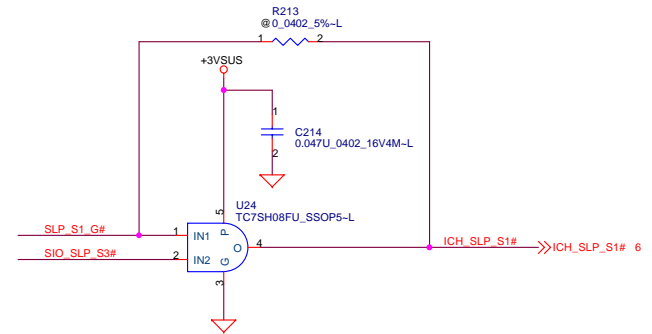 R213
@0_0402_5%~L
1 2
+3VSUS
1
C214
0.047U_0402_16V4M~L
2
U24
TC7SH08FU_SSOP5~L
5
SLP_S1_G# 1 IN1 P
O 4 ICH_SLP_S1# ICH_SLP_S1# 6
SIO_SLP_S3# 2 IN2 G
3